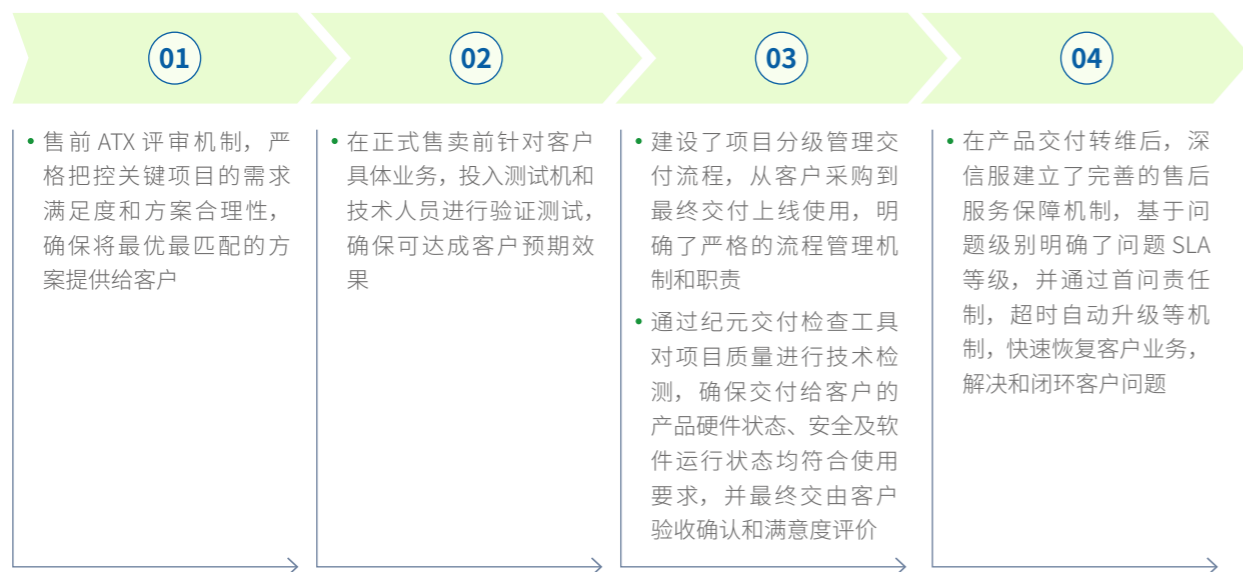 01
02
03
04
• 售前 ATX 评审机制，严
格把控关键项目的需求
满足度和方案合理性，
确保将最优最匹配的方
案提供给客户
• 在正式售卖前针对客户
具体业务，投入测试机和
技术人员进行验证测试，
确保可达成客户预期效
果
• 建设了项目分级管理交
付流程，从客户采购到
最终交付上线使用，明
确了严格的流程管理机
制和职责
• 通过纪元交付检查工具
对项目质量进行技术检
测，确保交付给客户的
产品硬件状态、安全及软
件运行状态均符合使用
要求，并最终交由客户
验收确认和满意度评价
• 在产品交付转维后，深
信服建立了完善的售后
服务保障机制，基于问
题级别明确了问题 SLA
等级，并通过首问责任
制，超时自动升级等机
制，快速恢复客户业务，
解决和闭环客户问题